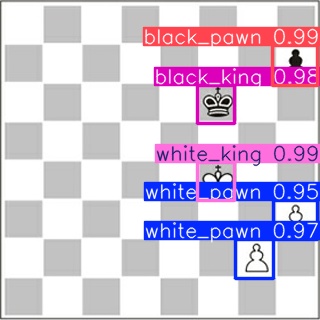 black_pawn 0.99
black_king 0.98
white_king 0.99
white_pawn 0.95
white_pawn 0.97